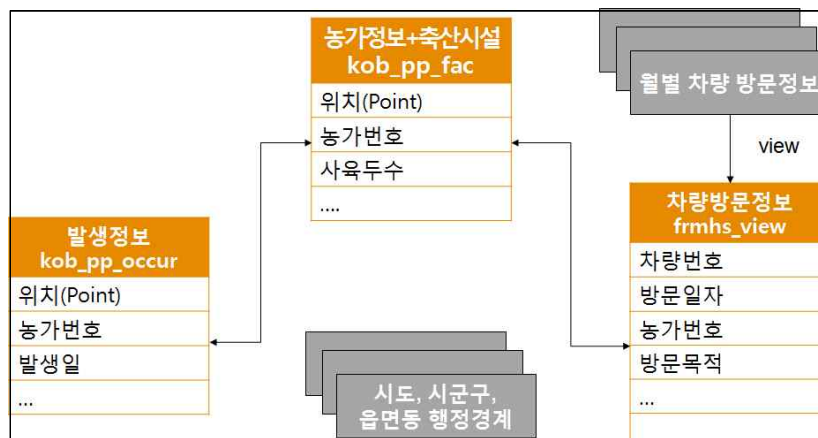 농가정보+축산시설
kob_pp_fac
위치(Point)
농가번호
사육두수
....
월별 차량 방문정보
view
발생정보
kob_pp_occur
위치(Point)
농가번호
발생일
...
차량방문정보
frmhs_view
차량번호
방문일자
농가번호
방문목적
...
시도, 시군구,
읍면동 행정경계